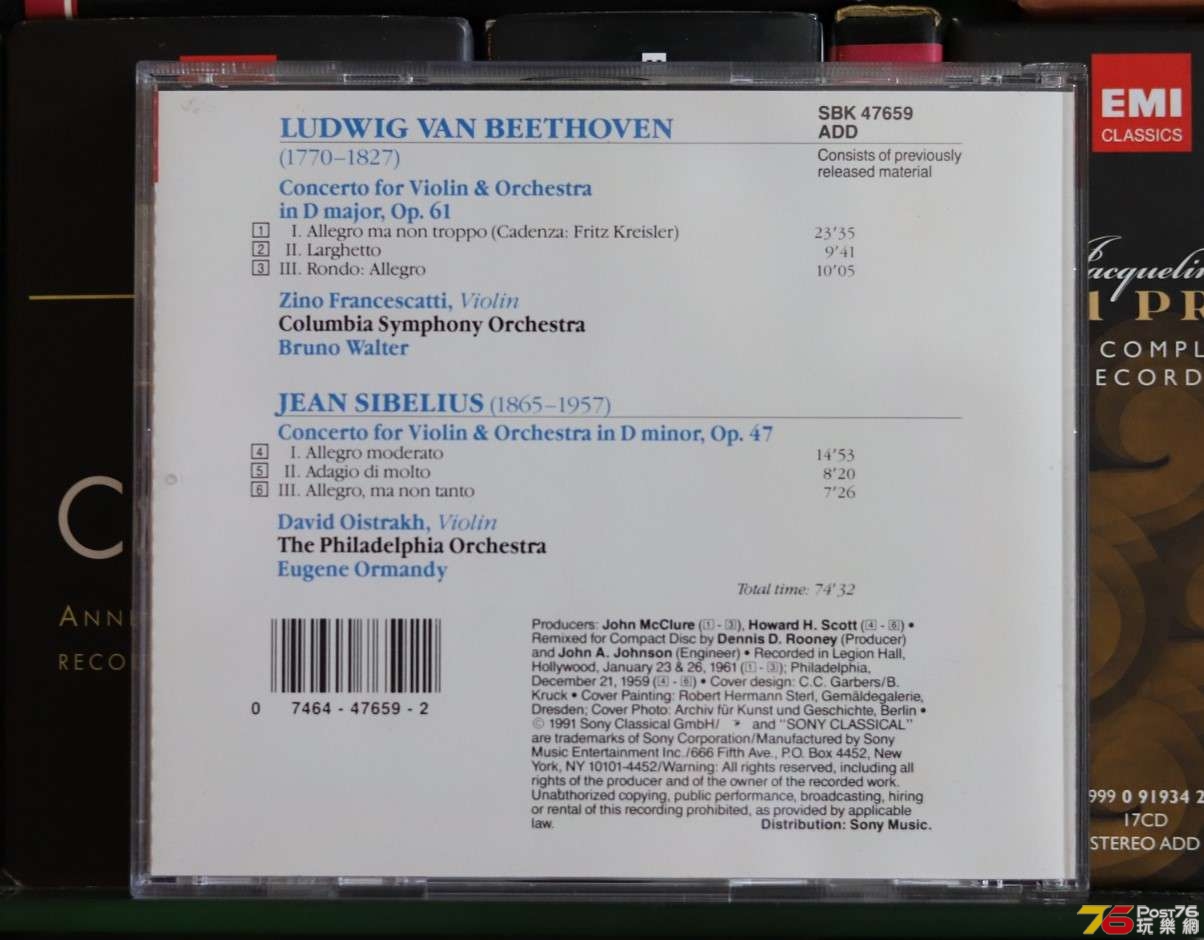 LUDWIG VAN BEETHOVEN
(1770–1827)
SBK 47659
ADD
Consists of previously
released material
Concerto for Violin & Orchestra
in D major, Op. 61
1 I. Allegro ma non troppo (Cadenza: Fritz Kreisler) 23'35
2 II. Larghetto 9'41
3 III. Rondo: Allegro 10'05
Zino Francescatti, Violin
Columbia Symphony Orchestra
Bruno Walter
JEAN SIBELIUS (1865–1957)
Concerto for Violin & Orchestra in D minor, Op. 47
4 I. Allegro moderato 14'53
5 II. Adagio di molto 8'20
6 III. Allegro, ma non tanto 7'26
David Oistrakh, Violin
The Philadelphia Orchestra
Eugene Ormandy
Total time: 74'32
Producers: John McClure (1 - 3), Howard H. Scott (4 - 6) •
Remixed for Compact Disc by Dennis D. Rooney (Producer)
and John A. Johnson (Engineer) • Recorded in Legion Hall,
Hollywood, January 23 & 26, 1961 (1 - 3); Philadelphia,
December 21, 1959 (4 - 6) • Cover design: C.C. Garbers/B.
Kruck • Cover Painting: Robert Hermann Sterl, Gemäldegalerie,
Dresden; Cover Photo: Archiv für Kunst und Geschichte, Berlin •
© 1991 Sony Classical GmbH/ and "SONY CLASSICAL"
are trademarks of Sony Corporation/Manufactured by Sony
Music Entertainment Inc./666 Fifth Ave., P.O. Box 4452, New
York, NY 10101-4452/Warning: All rights reserved, including all
rights of the producer and of the owner of the recorded work.
Unauthorized copying, public performance, broadcasting, hiring
or rental of this recording prohibited, as provided by applicable
law. Distribution: Sony Music.
0 7464 - 47659 - 2
EMI
CLASSICS
Jacquelin
PR
COMPL
ECORD
999 0 91934 2
17CD
STEREO ADD
C
ANN
RECO
76 POST76
玩樂網